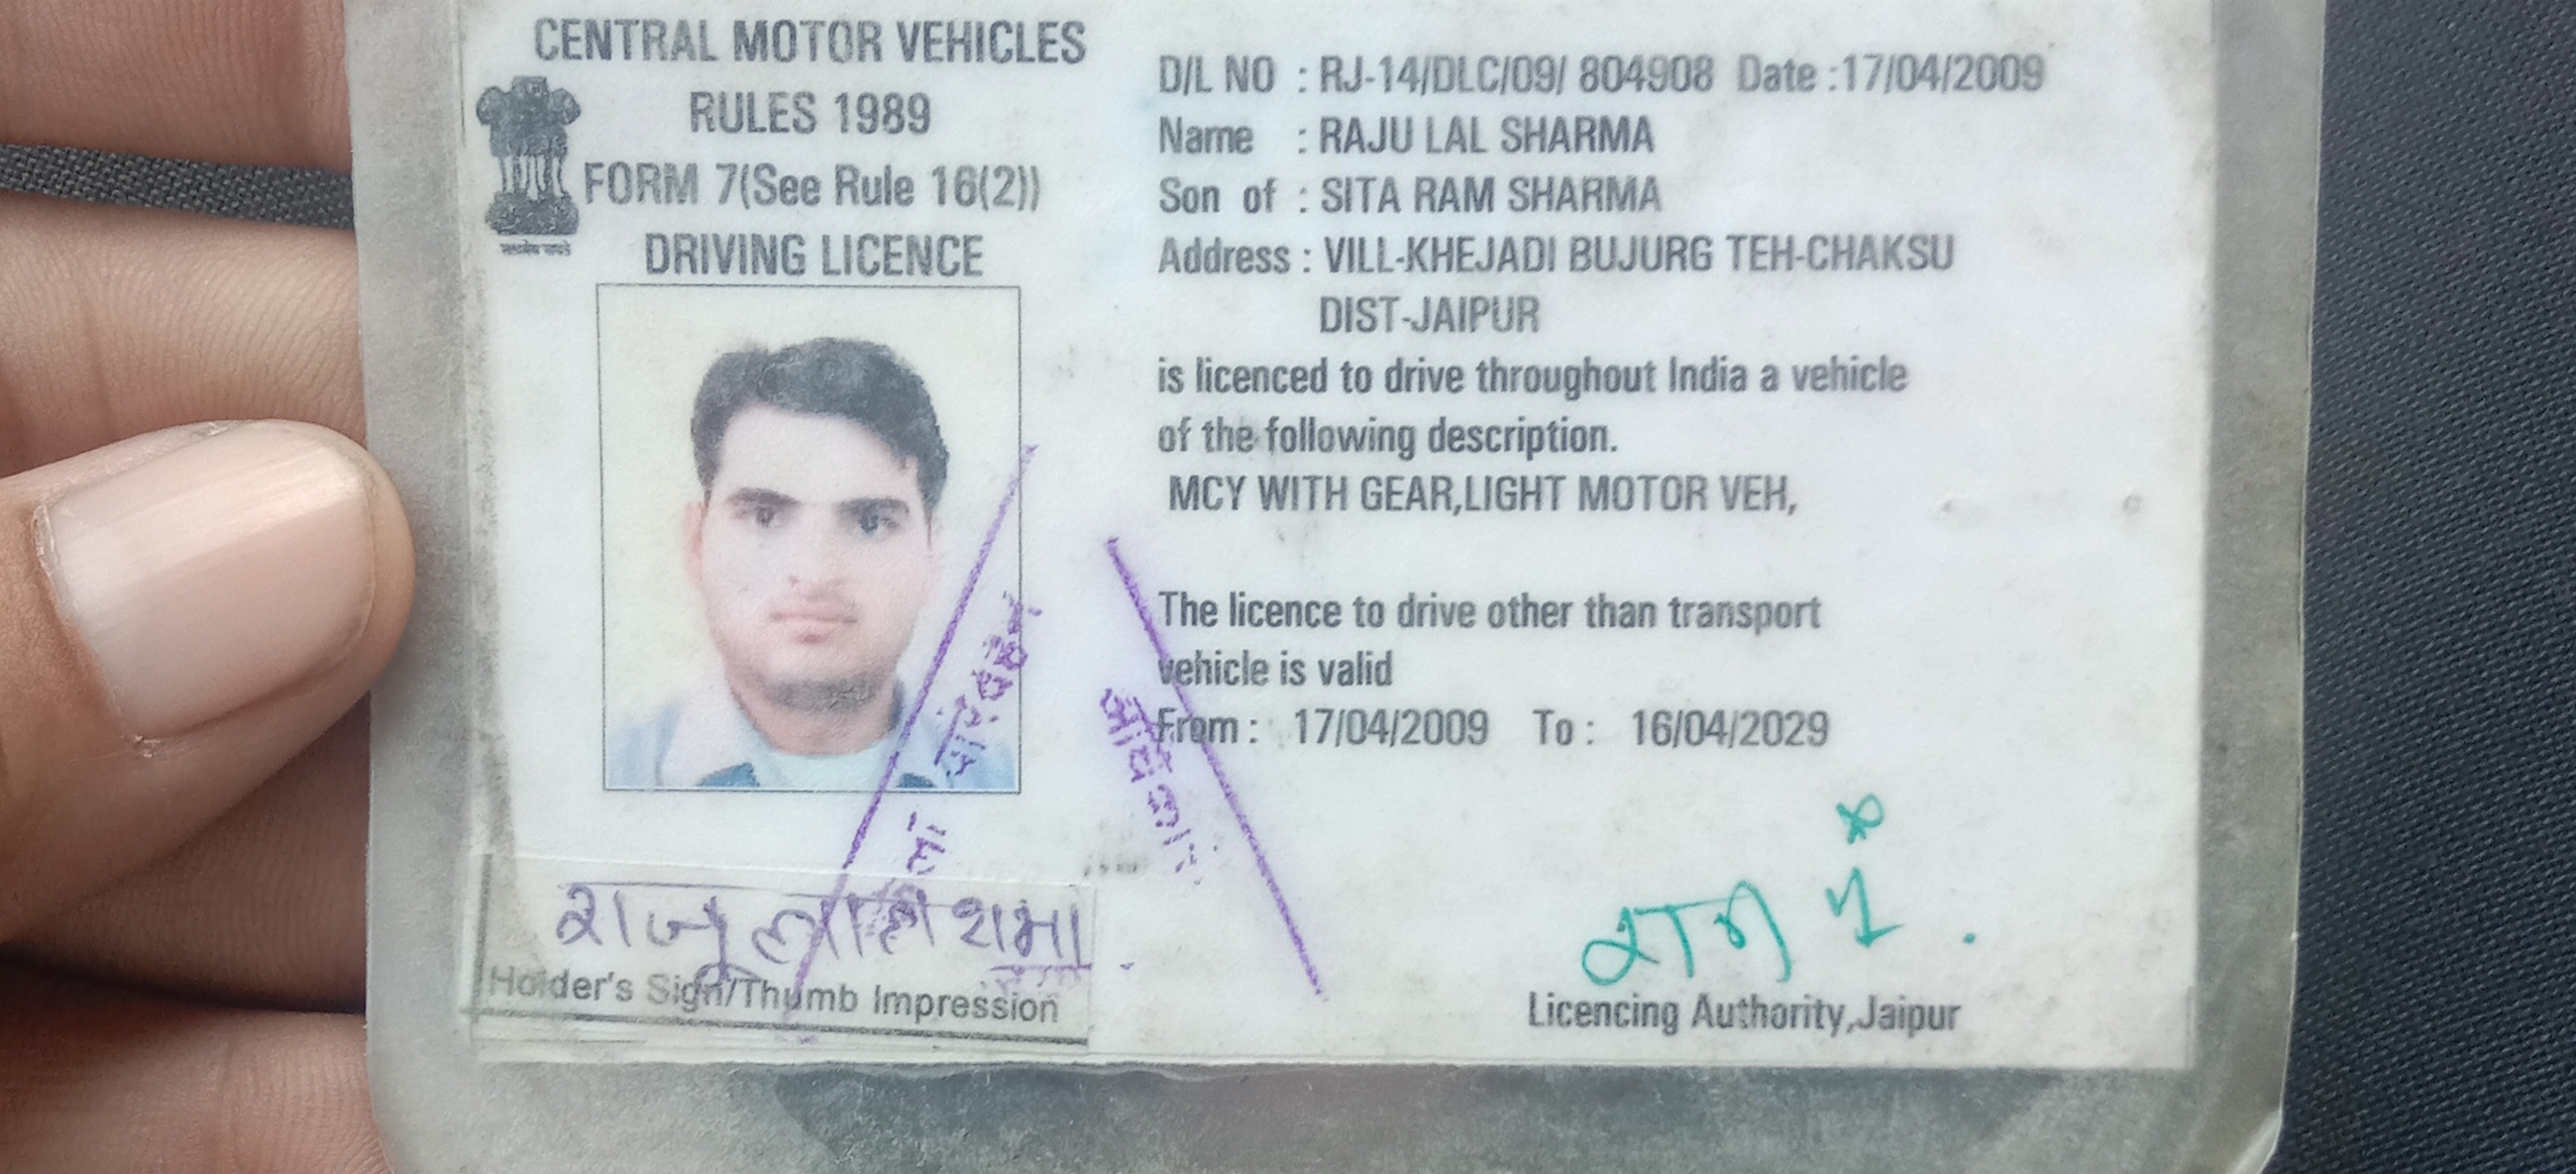 CENTRAL MOTOR VEHICLES
RULES 1989
FORM 7(See Rule 16(2))
DRIVING LICENCE
सत्यमेव जयते
D/L NO : RJ-14/DLC/09/ 804908 Date :17/04/2009
Name : RAJU LAL SHARMA
Son of : SITA RAM SHARMA
Address : VILL-KHEJADI BUJURG TEH-CHAKSU
DIST-JAIPUR
is licenced to drive throughout India a vehicle
of the following description.
MCY WITH GEAR,LIGHT MOTOR VEH,
The licence to drive other than transport
vehicle is valid
From : 17/04/2009 To : 16/04/2029
राजू लाल शर्मा
Holder's Sign/Thumb Impression
Licencing Authority,Jaipur